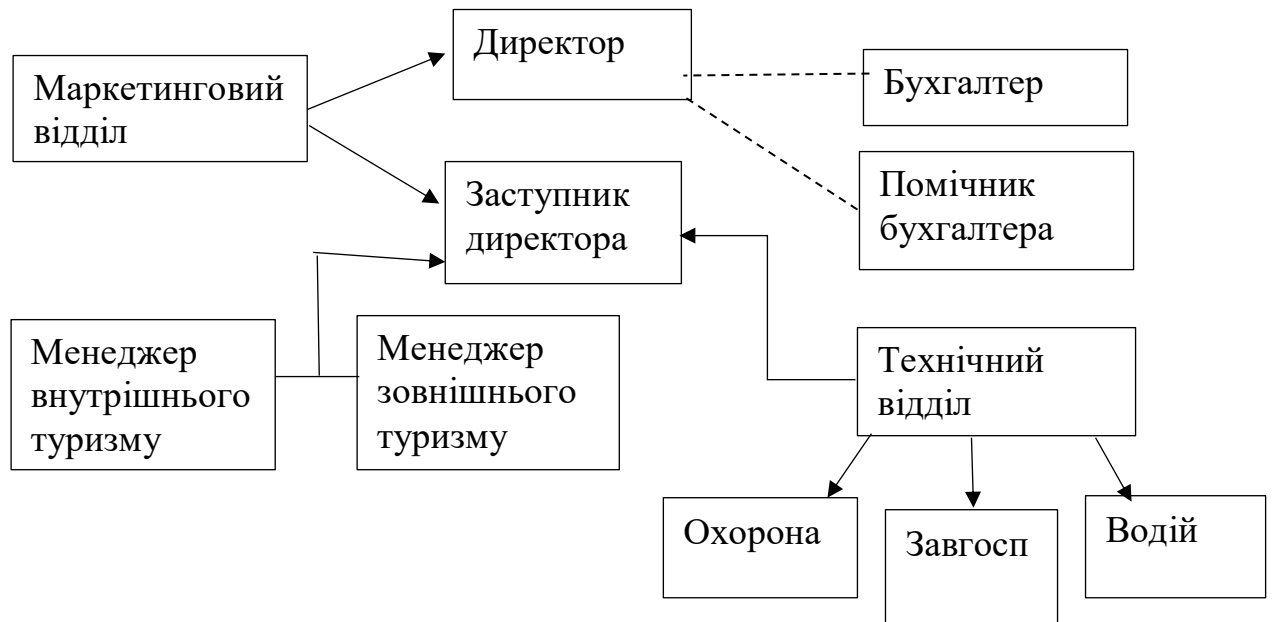 Директор
Маркетинговий
відділ
Бухгалтер
Заступник
директора
Помічник
бухгалтера
Менеджер
внутрішнього
туризму
Менеджер
зовнішнього
туризму
Технічний
відділ
Охорона
Завгосп
Водій